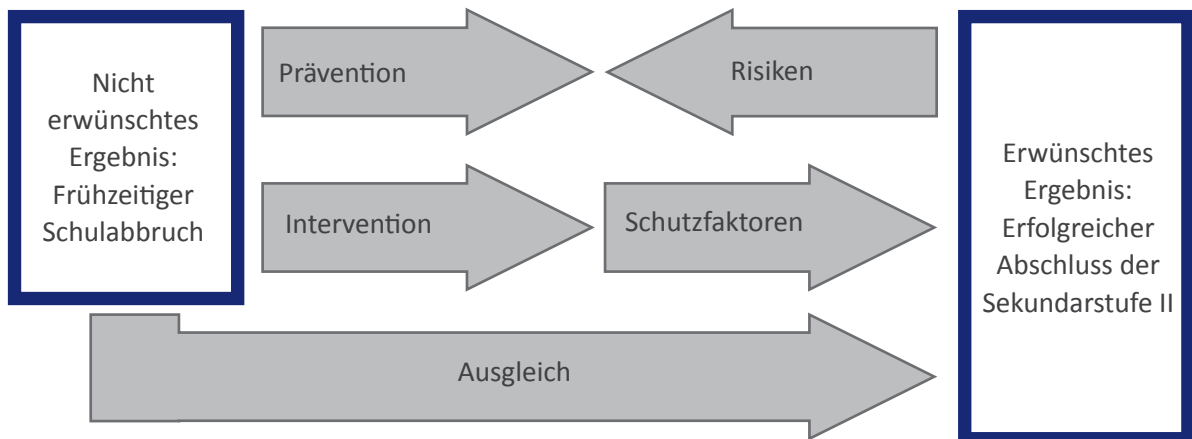 Nicht
erwünschtes
Ergebnis:
Frühzeitiger
Schulabbruch
Prävention
Risiken
Intervention
Schutzfaktoren
Ausgleich
Erwünschtes
Ergebnis:
Erfolgreicher
Abschluss der
Sekundarstufe II